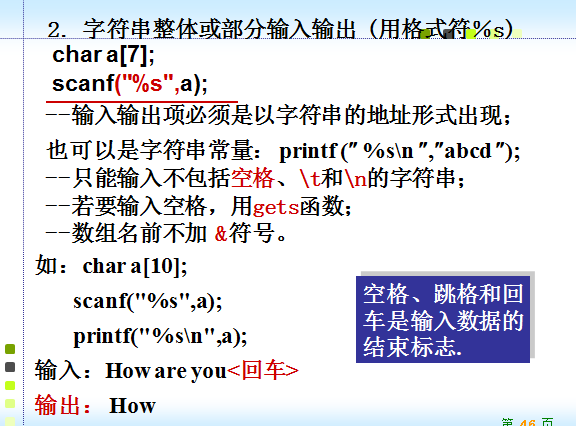 2. 字符串整体或部分输入输出（用格式符%s）
char a[7];
scanf("%s",a);
--输入输出项必须是以字符串的地址形式出现；
也可以是字符串常量：printf (" %s\n ","abcd ");
--只能输入不包括空格、\t和\n的字符串；
--若要输入空格，用gets函数；
--数组名前不加 &符号。
如：char a[10];
scanf("%s",a);
printf("%s\n",a);
空格、跳格和回
车是输入数据的
结束标志.
输入：How are you<回车>
输出：How
第 46 页